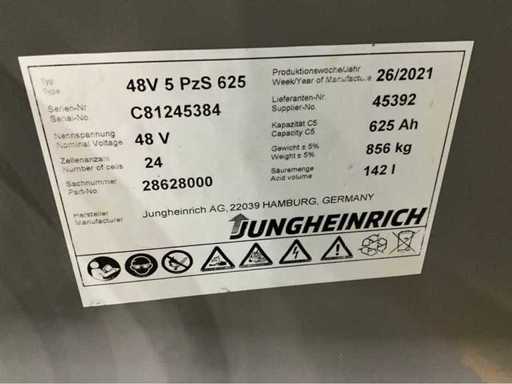 Typ
Type
48V 5 PzS 625
Produktionswoche/Jahr
Week/Year of Manufacture
26/2021
Serien-Nr
Serial-No.
C81245384
Lieferanten-Nr
Supplier-No.
45392
Nennspannung
Nominal Voltage
48 V
Kapazität C5
Capacity C5
625 Ah
Zellenanzahl
Number of cells
24
Gewicht ± 5%
Weight ± 5%
856 kg
Sachnummer
Part-No.
28628000
Säuremenge
Acid volume
142 l
Hersteller
Manufacturer
Jungheinrich AG, 22039 HAMBURG, GERMANY
JUNGHEINRICH